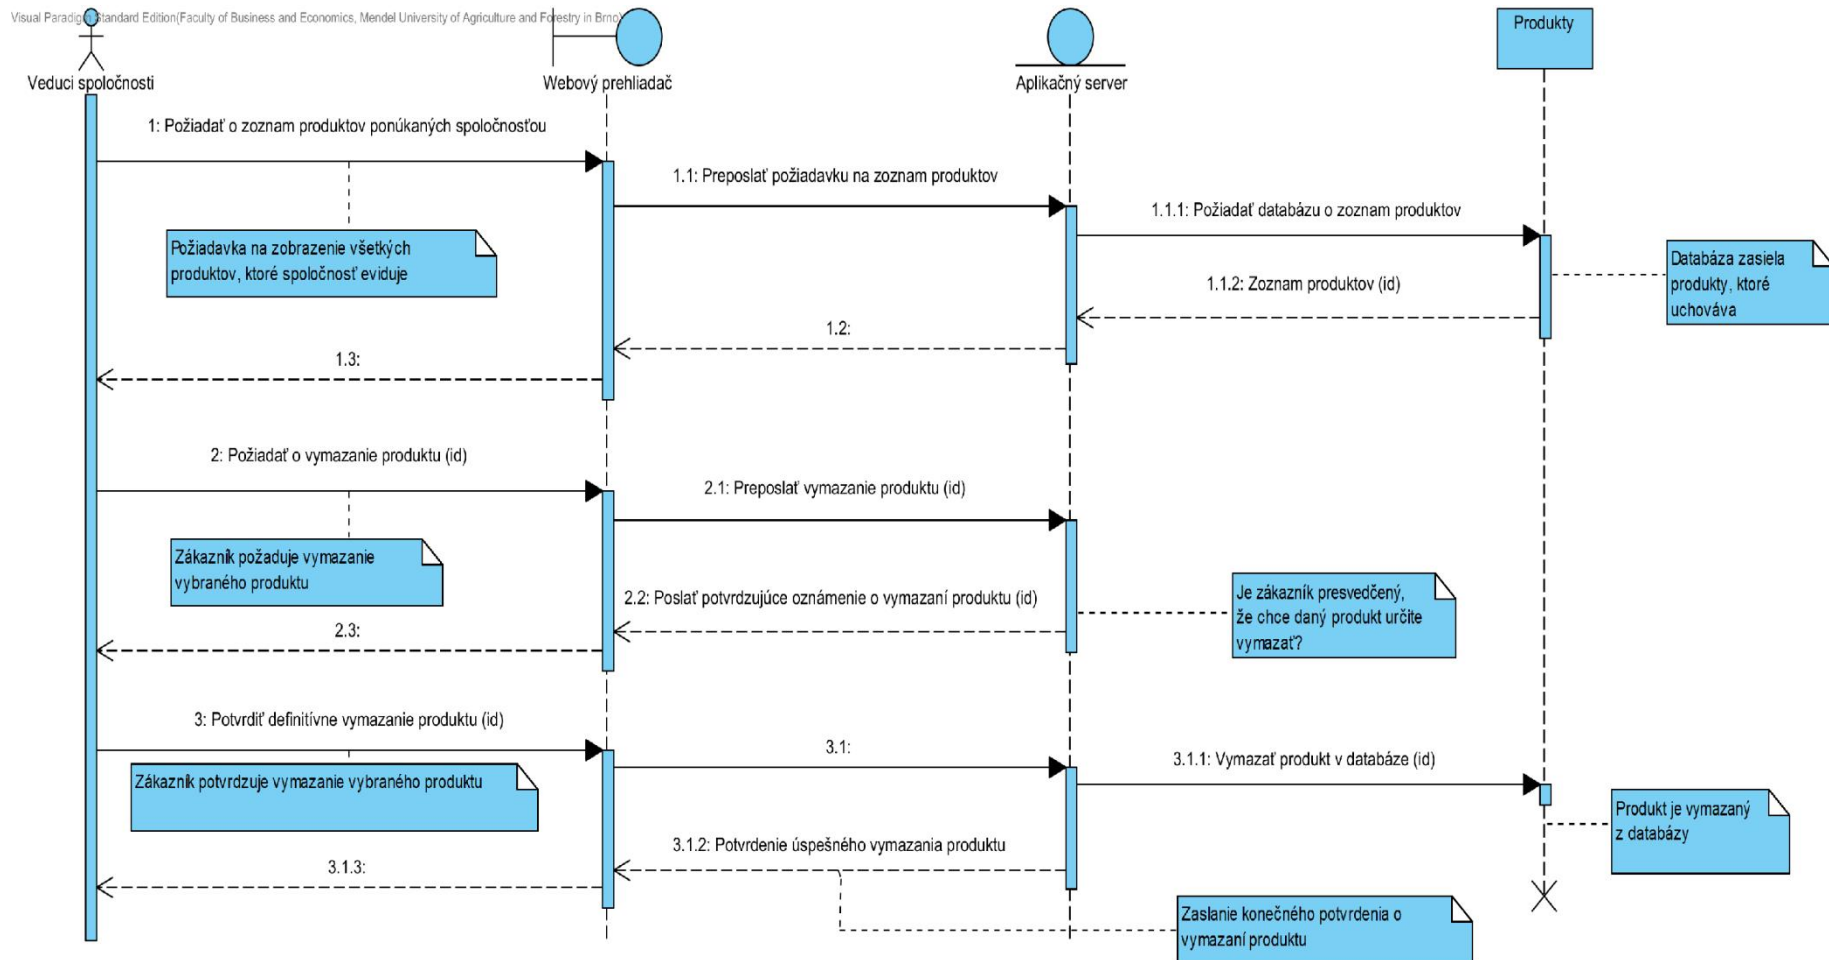 Visual Paradigm Standard Edition(Faculty of Business and Economics, Mendel University of Agriculture and Forestry in Brno)
Veduci spoločnosti
Webový prehliadač
Aplikačný server
Produkty
1: Požiadať o zoznam produktov ponúkaných spoločnosťou
1.1: Preposlať požiadavku na zoznam produktov
1.1.1: Požiadať databázu o zoznam produktov
Požiadavka na zobrazenie všetkých
produktov, ktoré spoločnosť eviduje
Databáza zasiela
produkty, ktoré
uchováva
1.1.2: Zoznam produktov (id)
1.2:
1.3:
2: Požiadať o vymazanie produktu (id)
2.1: Preposlať vymazanie produktu (id)
Zákazník požaduje vymazanie
vybraného produktu
2.2: Poslať potvrdzujúce oznámenie o vymazaní produktu (id)
Je zákazník presvedčený,
že chce daný produkt určite
vymazať?
2.3:
3: Potvrdiť definitívne vymazanie produktu (id)
3.1:
3.1.1: Vymazať produkt v databáze (id)
Zákazník potvrdzuje vymazanie vybraného produktu
Produkt je vymazaný
z databázy
3.1.2: Potvrdenie úspešného vymazania produktu
3.1.3:
Zaslanie konečného potvrdenia o
vymazaní produktu